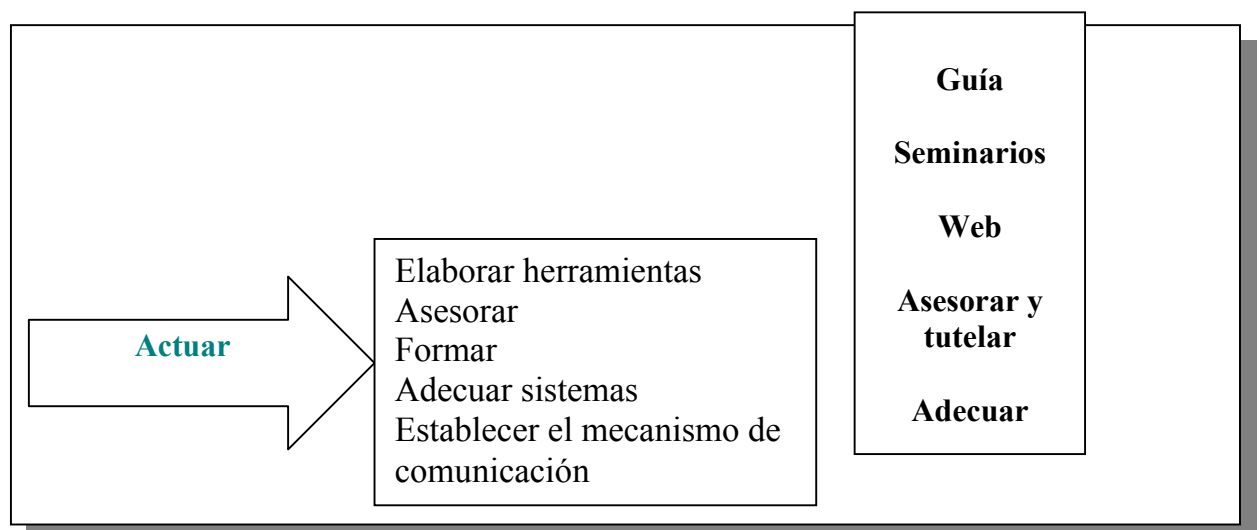 Actuar
Elaborar herramientas
Asesorar
Formar
Adecuar sistemas
Establecer el mecanismo de
comunicación
Guía
Seminarios
Web
Asesorar y
tutelar
Adecuar